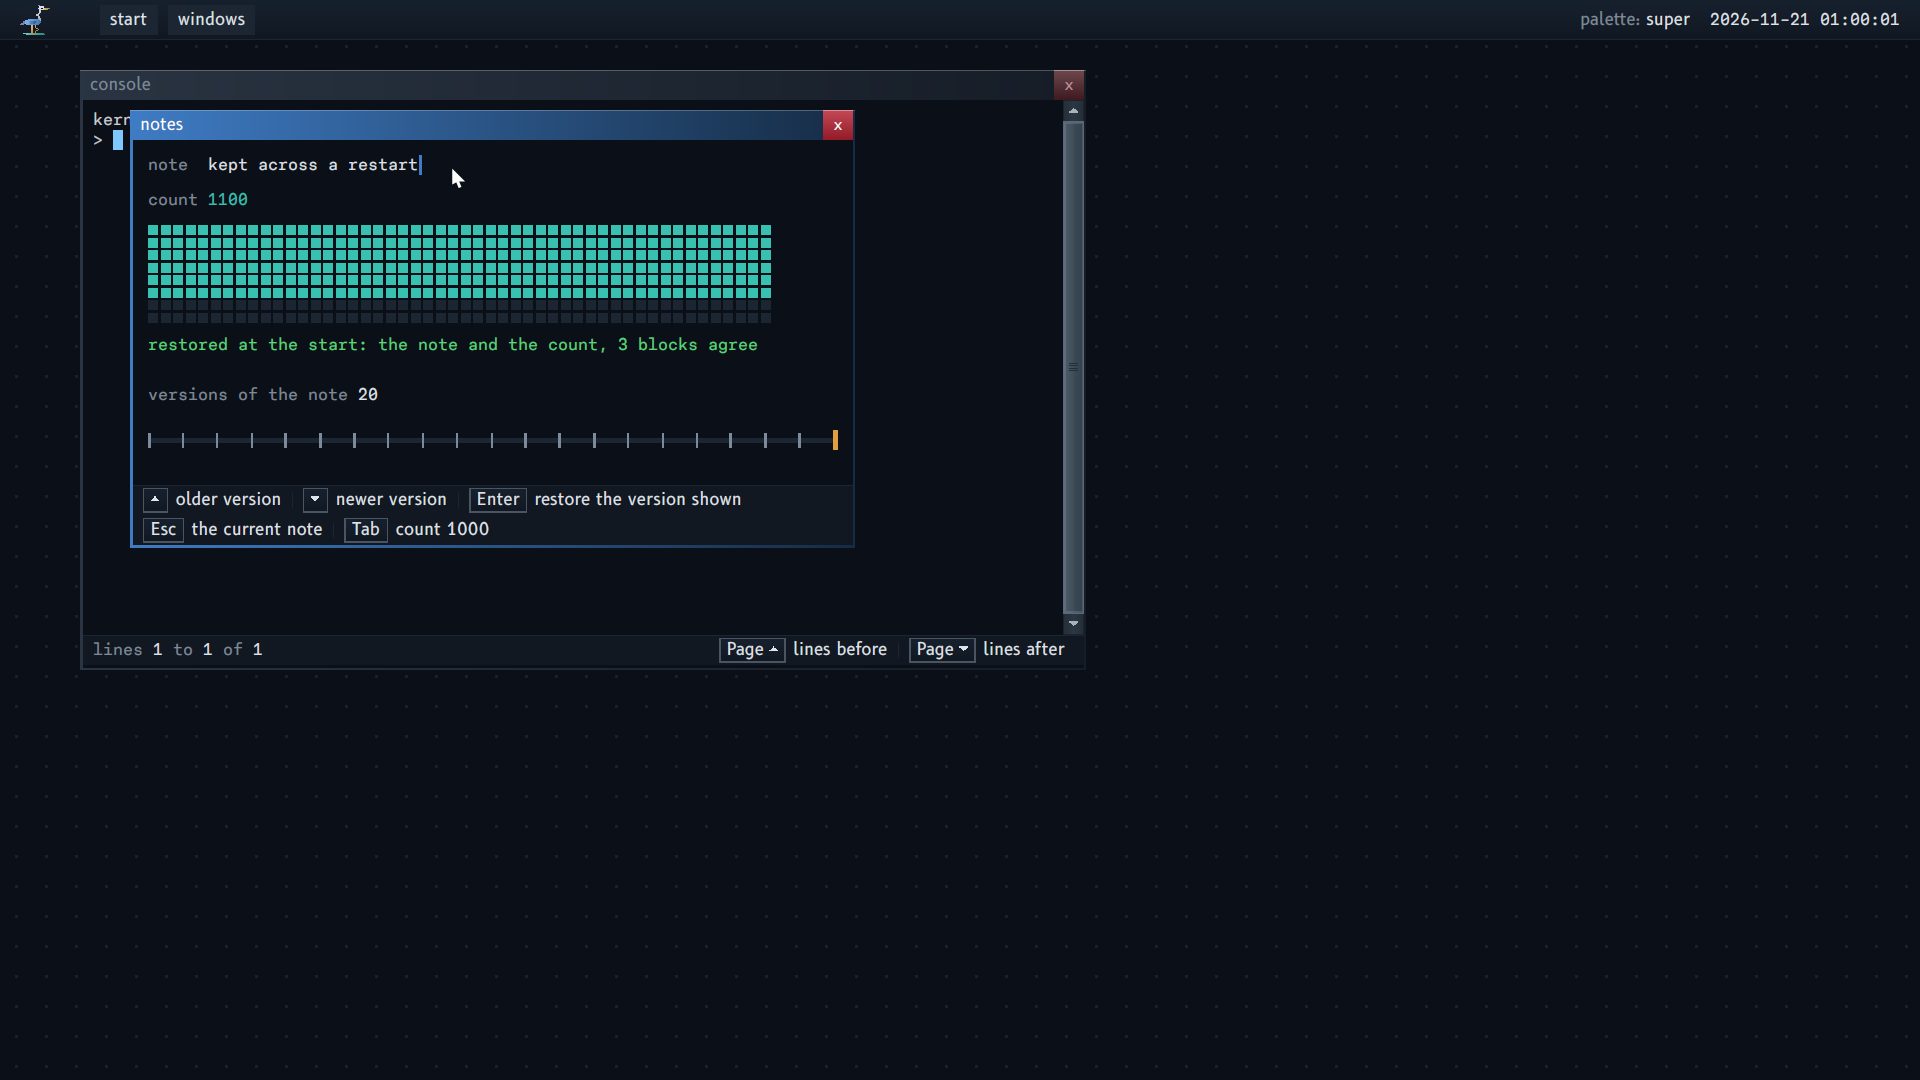 start windows palette: super 2026-11-21 01:00:01
console x
kern
>
notes x
note kept across a restart
count 1100
restored at the start: the note and the count, 3 blocks agree
versions of the note 20
older version newer version Enter restore the version shown
Esc the current note Tab count 1000
lines 1 to 1 of 1 Page lines before Page lines after